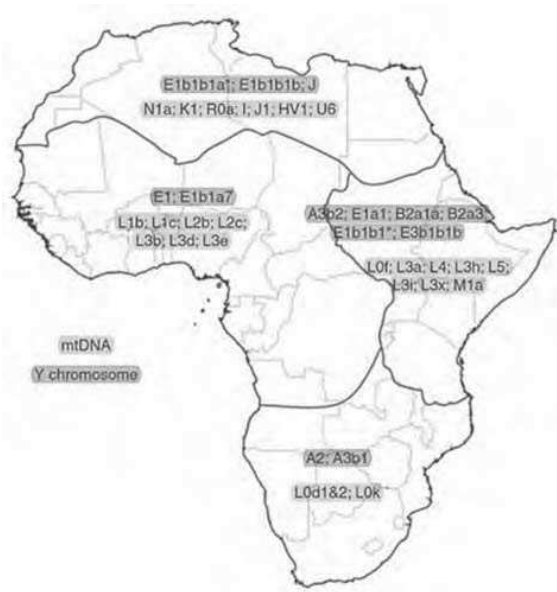 E1b1b1a*; E1b1b1b; J
N1a; K1; R0a; I; J1; HV1; U6
E1; E1b1a7
L1b; L1c; L2b; L2c;
L3b; L3d; L3e
A3b2; E1a1; B2a1a; B2a3;
E1b1b1*; E3b1b1b
L0f; L3a; L4; L3h; L5;
L3i; L3x; M1a
mtDNA
Y chromosome
A2; A3b1
L0d1&2; L0k